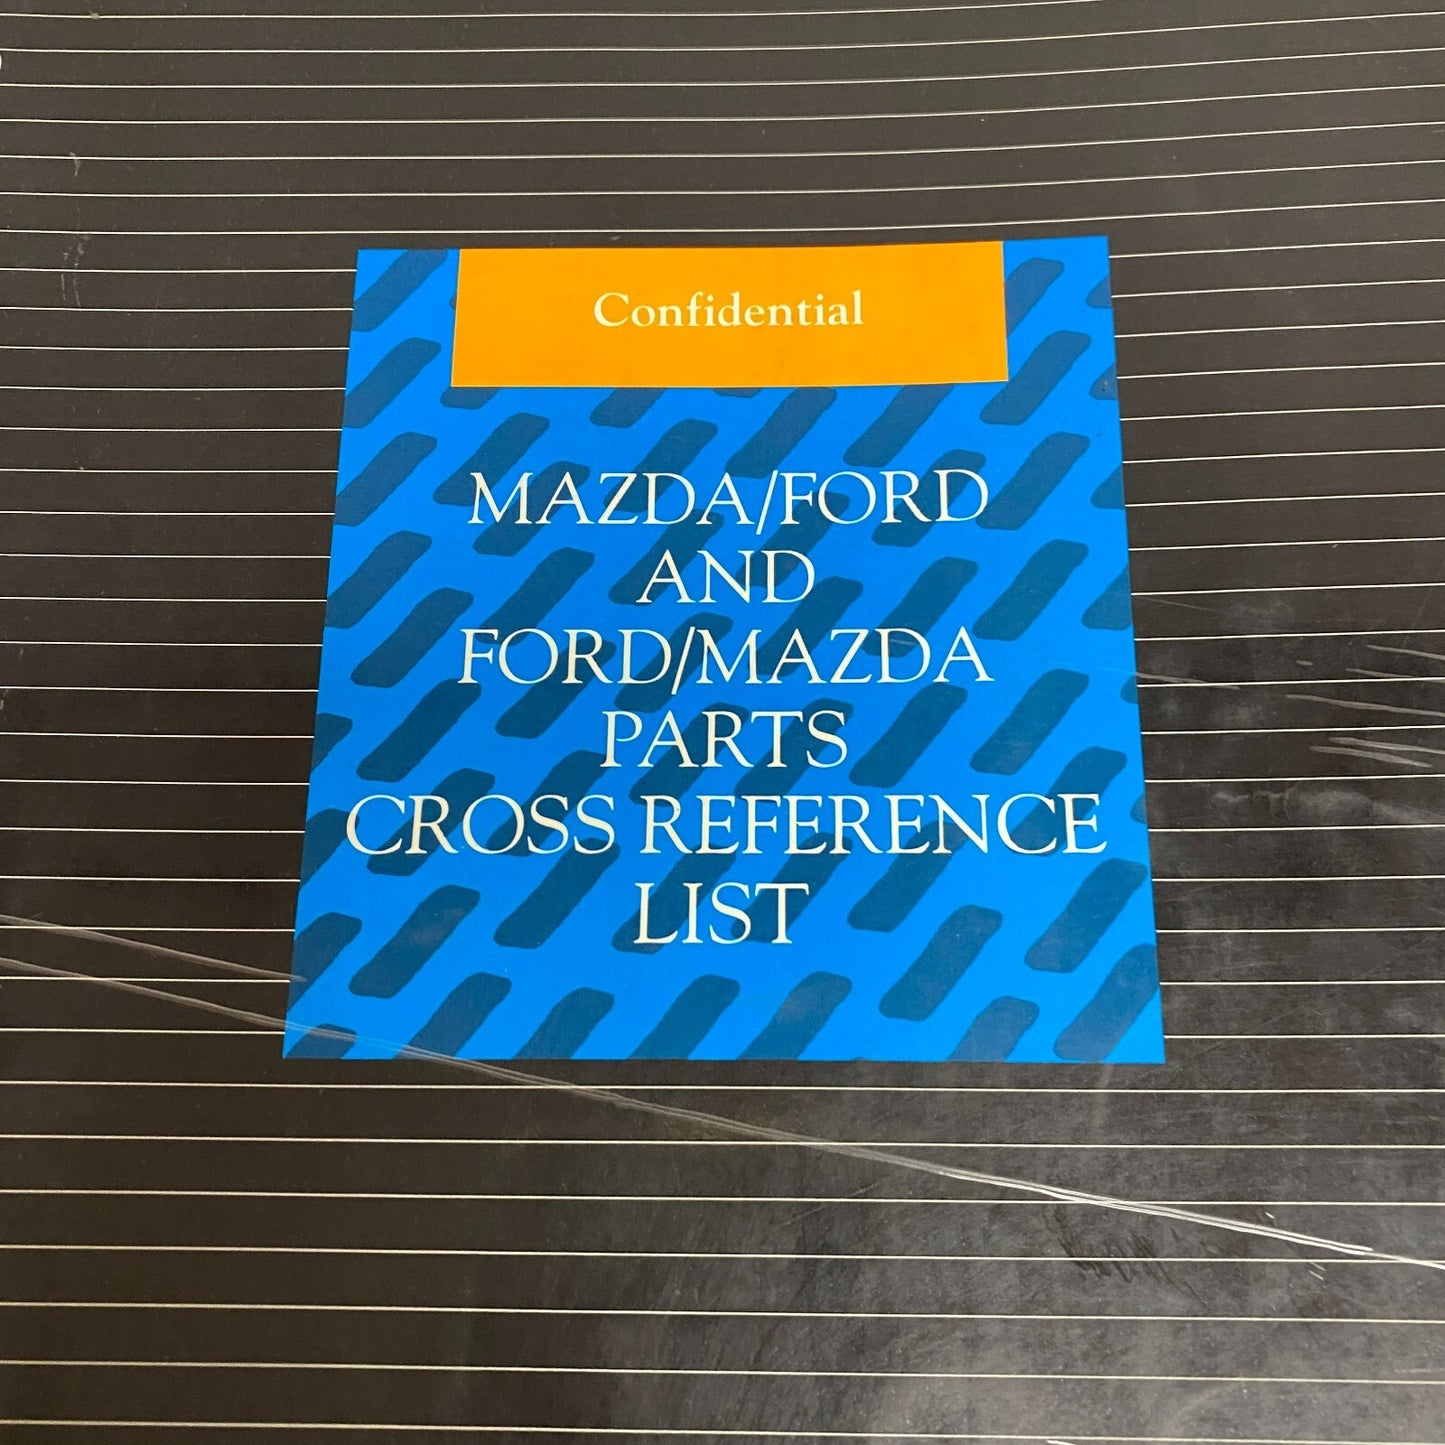 Confidential
MAZDA/FORD
AND
FORD/MAZDA
PARTS
CROSS REFERENCE
LIST